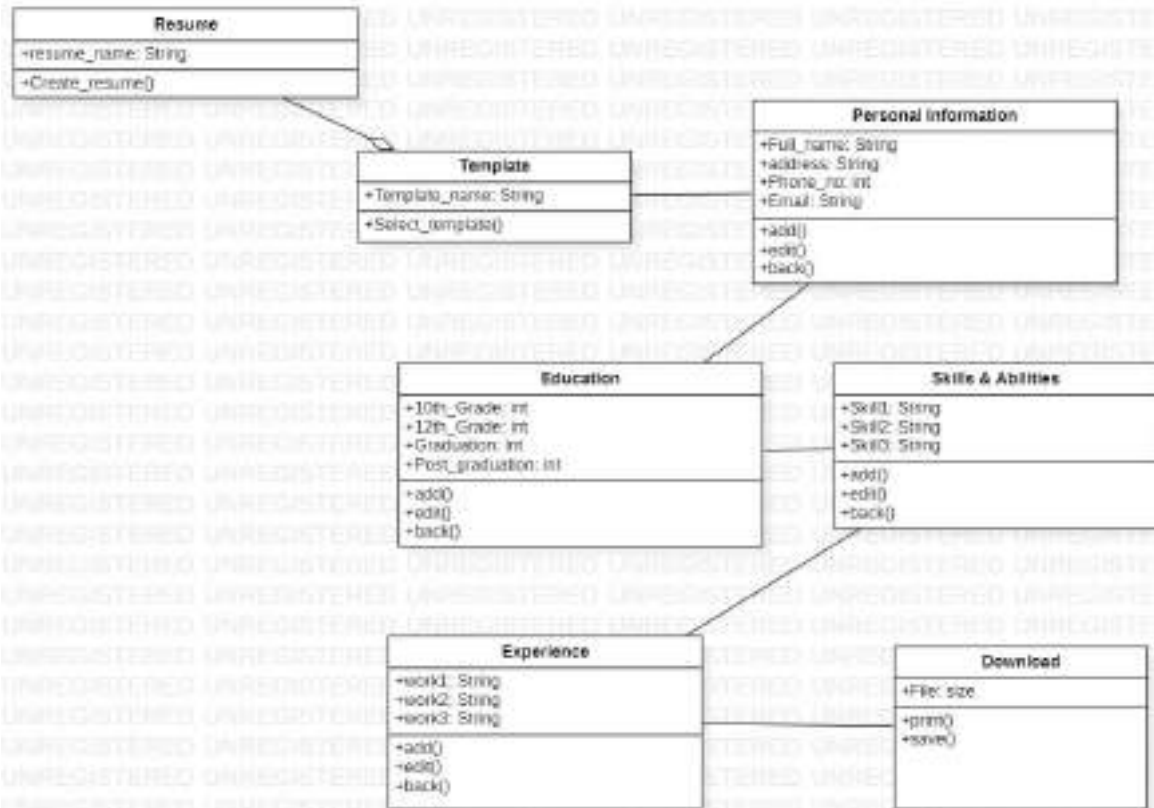 Resume
+resume_name: String
+Create_resume()
Template
+Template_name: String
+Select_template()
Personal Information
+Full_name: String
+address: String
+Phone_no: int
+Email: String
+add()
+edit()
+back()
Education
+10th_Grade: int
+12th_Grade: int
+Graduation: int
+Post_graduation: int
+add()
+edit()
+back()
Skills & Abilities
+Skill1: String
+Skill2: String
+Skill3: String
+add()
+edit()
+back()
Experience
+work1: String
+work2: String
+work3: String
+add()
+edit()
+back()
Download
+File: size
+print()
+save()
UNREGISTERED